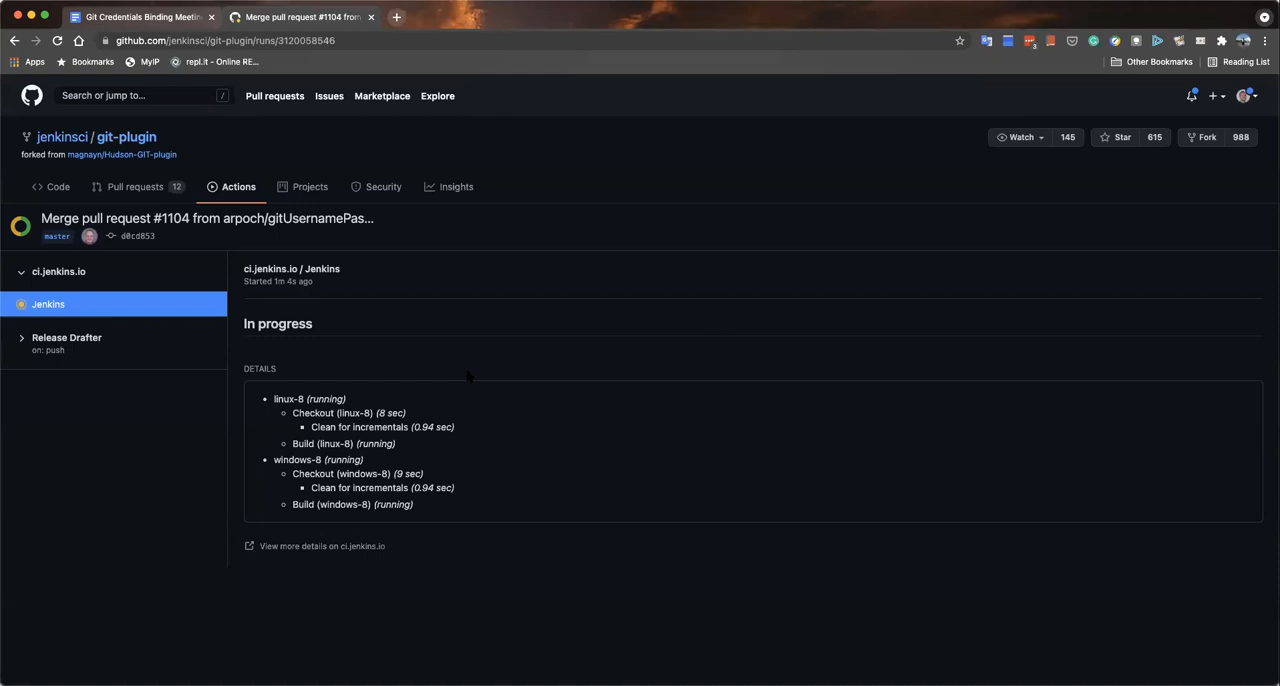 Git Credentials Binding Meetin
Merge pull request #1104 from
github.com/jenkinsci/git-plugin/runs/3120058546
Apps
Bookmarks
MyIP
repl.it - Online RE...
Other Bookmarks
Reading List
Search or jump to...
/
Pull requests
Issues
Marketplace
Explore
jenkinsci / git-plugin
forked from magnayn/Hudson-GIT-plugin
Watch
145
Star
615
Fork
988
Code
Pull requests 12
Actions
Projects
Security
Insights
Merge pull request #1104 from arpoch/gitUsernamePas...
master
d0cd853
ci.jenkins.io
Jenkins
Release Drafter
on: push
ci.jenkins.io / Jenkins
Started 1m 4s ago
In progress
DETAILS
linux-8 (running)
Checkout (linux-8) (8 sec)
Clean for incrementals (0.94 sec)
Build (linux-8) (running)
windows-8 (running)
Checkout (windows-8) (9 sec)
Clean for incrementals (0.94 sec)
Build (windows-8) (running)
View more details on ci.jenkins.io